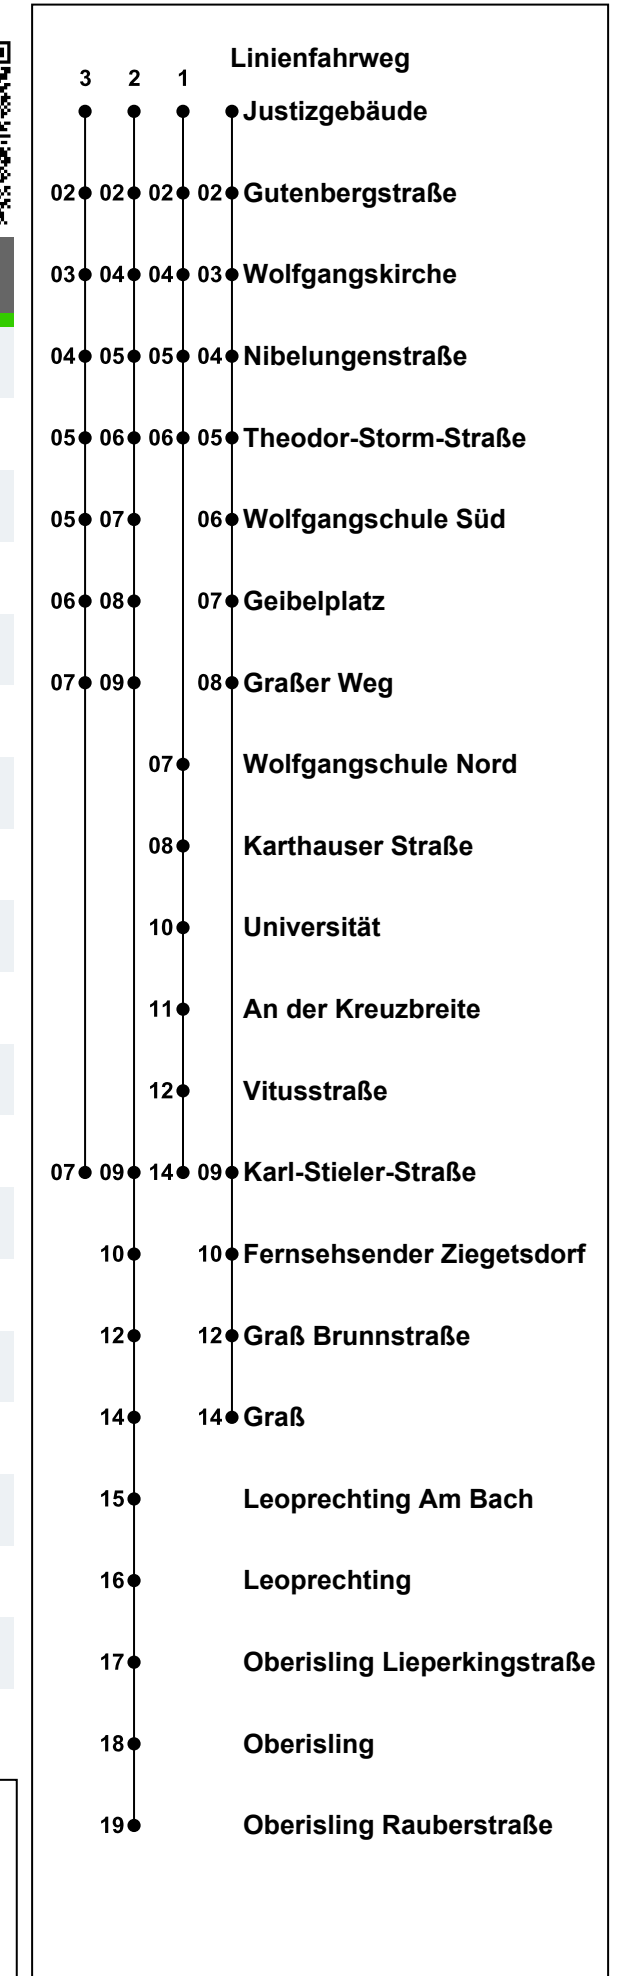 Linienfahrweg
3 2 1
Justizgebäude
02 02 02 02 Gutenbergstraße
03 04 04 03 Wolfgangskirche
04 05 05 04 Nibelungenstraße
05 06 06 05 Theodor-Storm-Straße
05 07 06 Wolfgangschule Süd
06 08 07 Geibelplatz
07 09 08 Graßer Weg
07 Wolfgangschule Nord
08 Karthauser Straße
10 Universität
11 An der Kreuzbreite
12 Vitusstraße
07 09 14 09 Karl-Stieler-Straße
10 10 Fernsehsender Ziegetsdorf
12 12 Graß Brunnstraße
14 14 Graß
15 Leoprechting Am Bach
16 Leoprechting
17 Oberisling Lieperkingstraße
18 Oberisling
19 Oberisling Rauberstraße